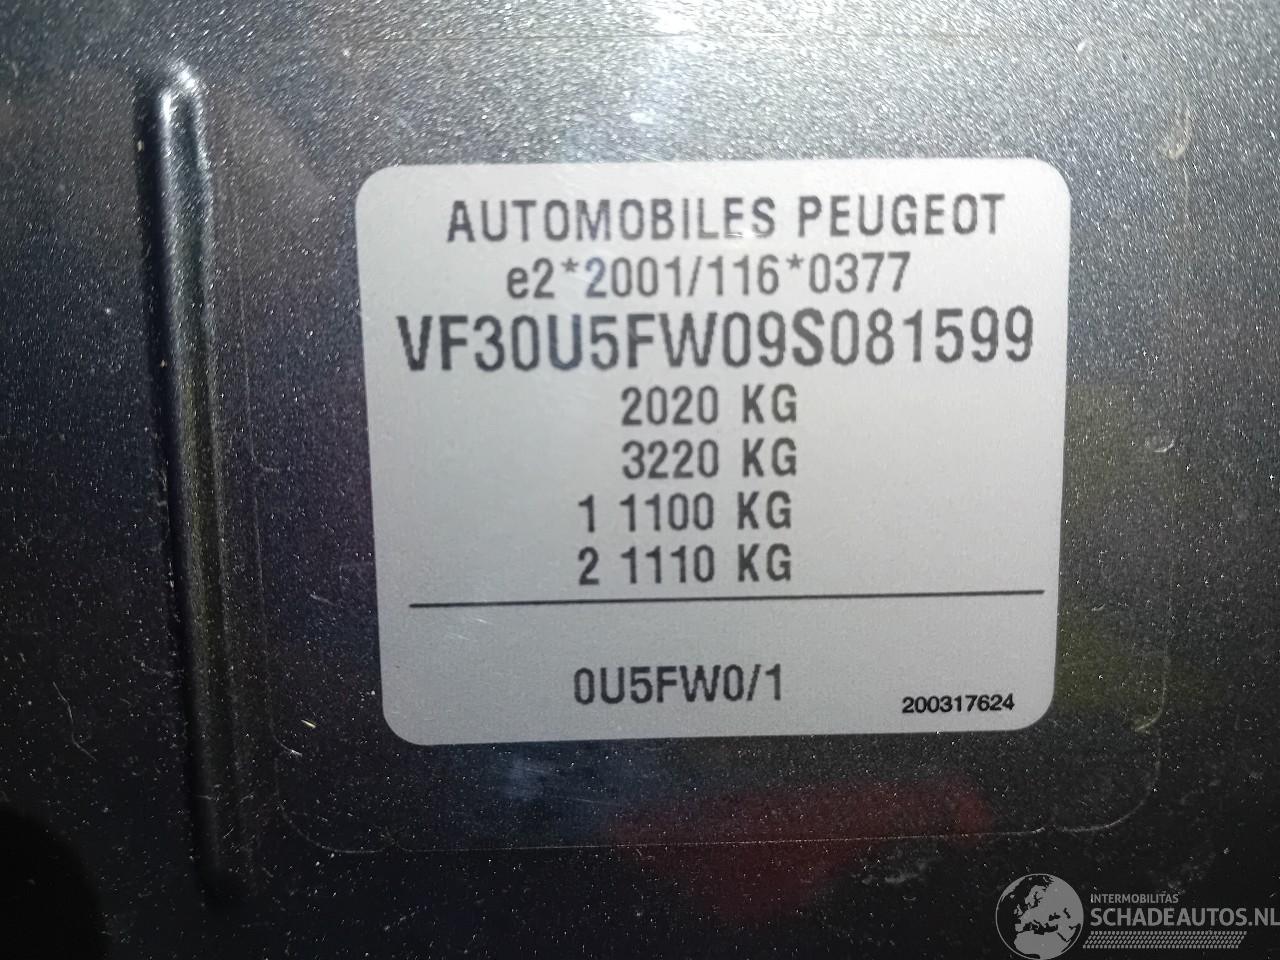 AUTOMOBILES PEUGEOT
e2*2001/116*0377
VF30U5FW09S081599
2020 KG
3220 KG
1 1100 KG
2 1110 KG
0U5FW0/1
200317624
INTERMOBILITAS
SCHADEAUTOS.NL